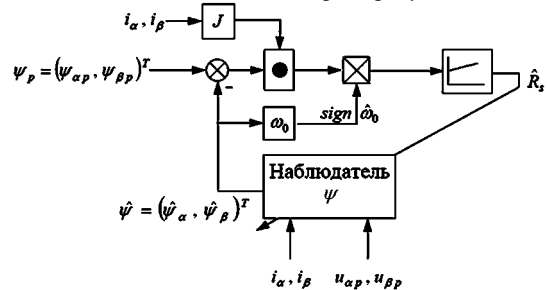 i_α, i_β
J
ψ_p = (ψ_αp, ψ_βp)^T
-
ω_0
sign ω̂_0
R̂_s
Наблюдатель
ψ
ψ̂ = (ψ̂_α, ψ̂_β)^T
i_α, i_β
u_αp, u_βp